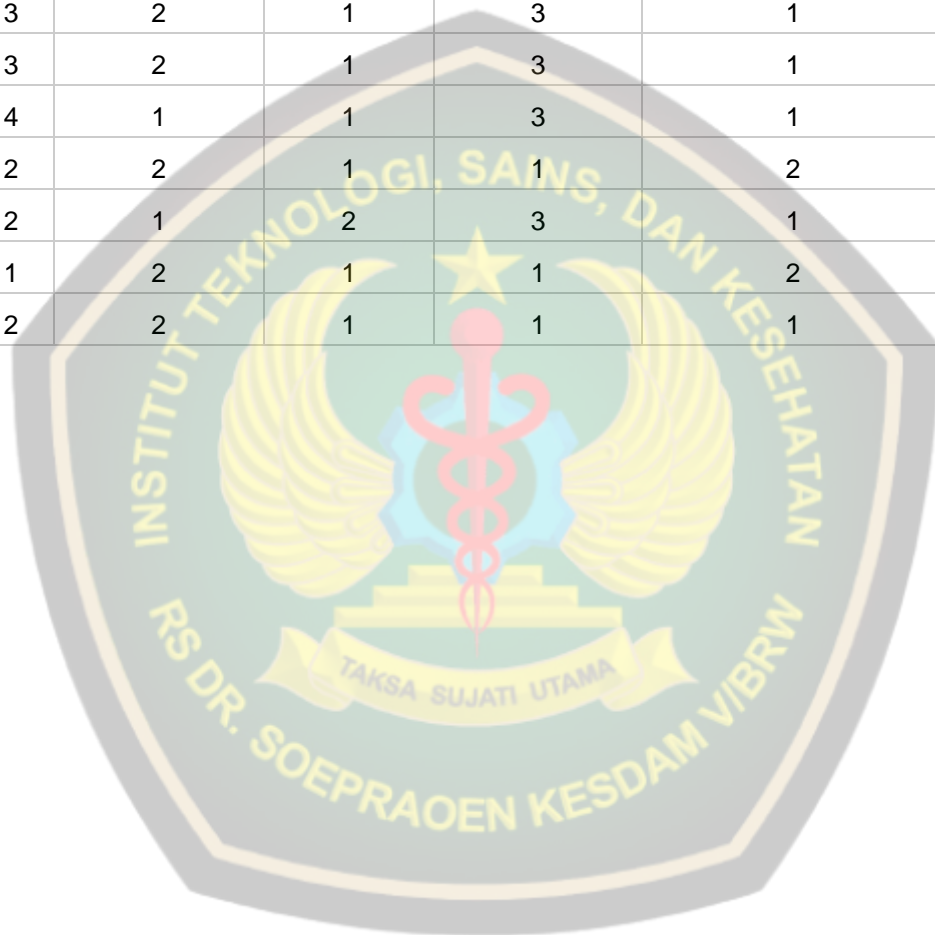 3 2 1 3 1
3 2 1 3 1
4 1 1 3 1
2 2 1 1 2
2 1 2 3 1
1 2 1 1 2
2 2 1 1 1
INSTITUT TEKNOLOGI, SAINS, DAN KESEHATAN
TAKSA SUJATI UTAMA
RS DR. SOEPRAOEN KESDAM V/BRW